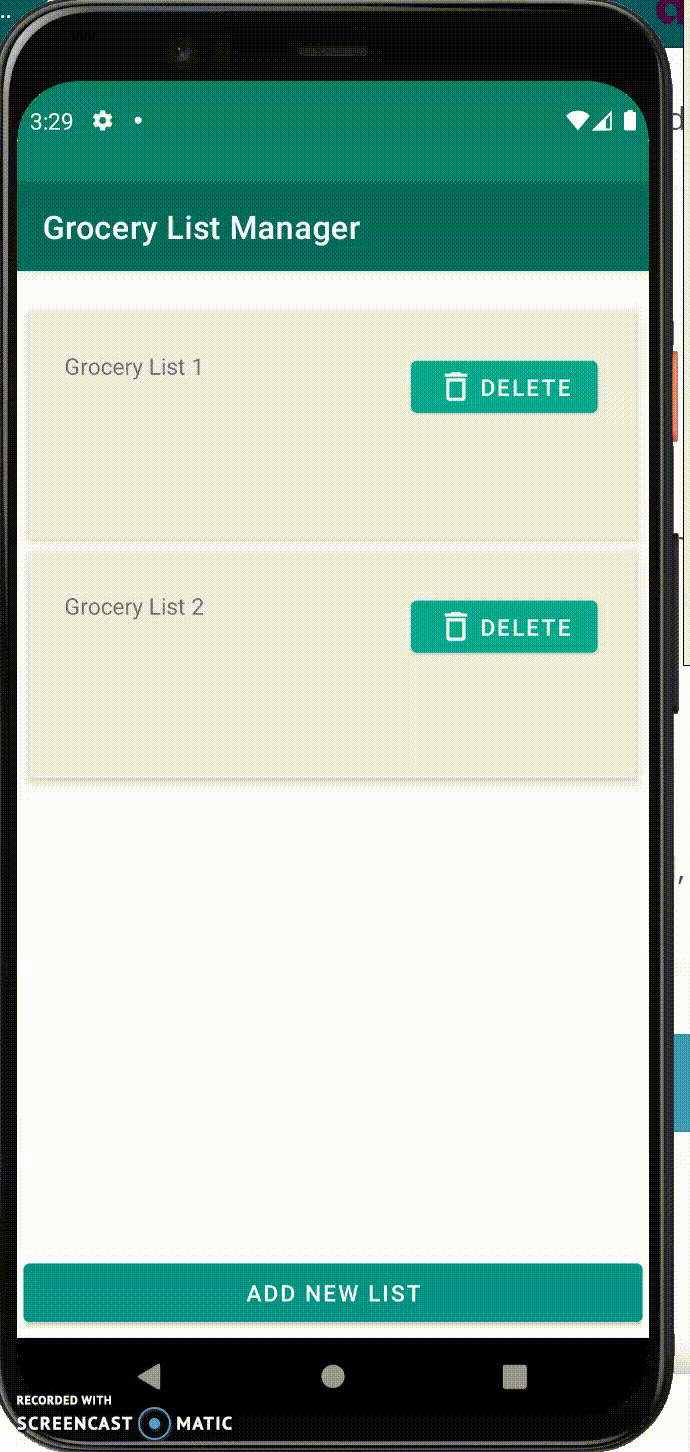 3:29
Grocery List Manager
Grocery List 1
DELETE
Grocery List 2
DELETE
ADD NEW LIST
RECORDED WITH
SCREENCAST MATIC